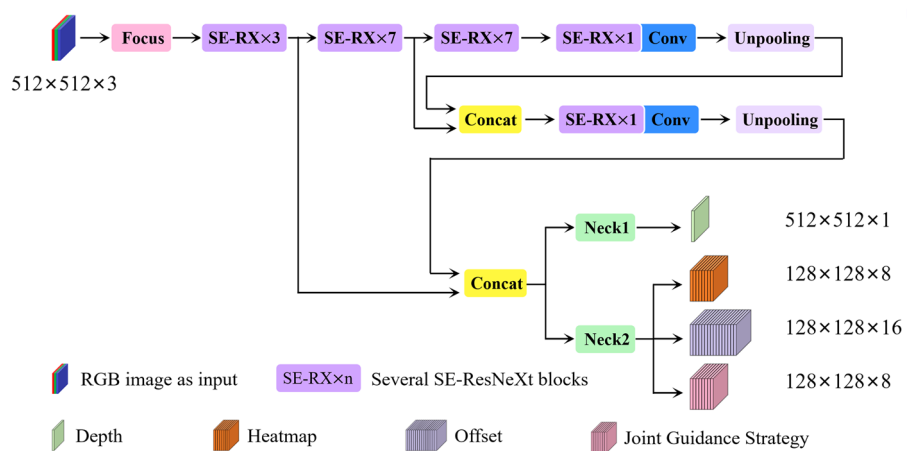 Focus SE-RX×3 SE-RX×7 SE-RX×7 SE-RX×1 Conv Unpooling
512×512×3
Concat SE-RX×1 Conv Unpooling
Neck1 512×512×1
128×128×8
Concat
128×128×16
Neck2
128×128×8
RGB image as input SE-RX×n Several SE-ResNeXt blocks
Depth Heatmap Offset Joint Guidance Strategy